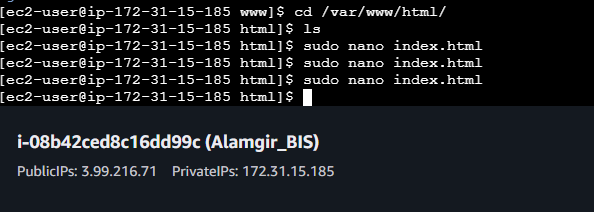 [ec2-user@ip-172-31-15-185 www]$ cd /var/www/html/
[ec2-user@ip-172-31-15-185 html]$ ls
[ec2-user@ip-172-31-15-185 html]$ sudo nano index.html
[ec2-user@ip-172-31-15-185 html]$ sudo nano index.html
[ec2-user@ip-172-31-15-185 html]$ sudo nano index.html
[ec2-user@ip-172-31-15-185 html]$
i-08b42ced8c16dd99c (Alamgir_BIS)
PublicIPs: 3.99.216.71 PrivateIPs: 172.31.15.185